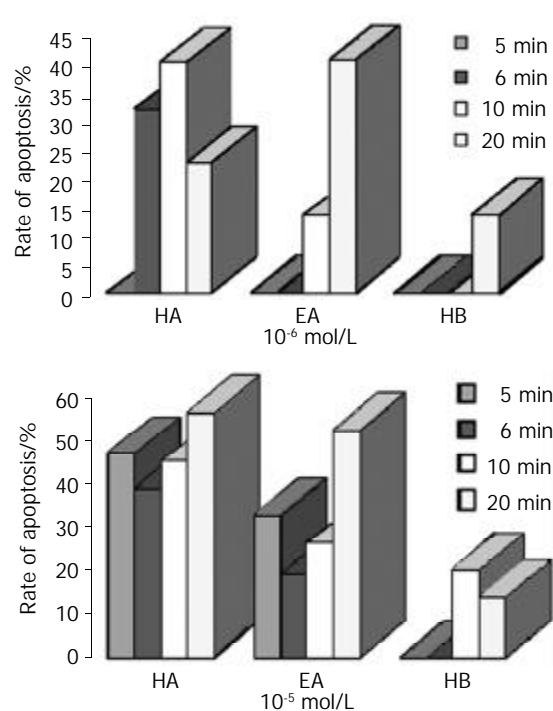 45
40
35
30
25
20
15
10
5
0
Rate of apoptosis/%
5 min
6 min
10 min
20 min
HA EA HB
10⁻⁶ mol/L
60
50
40
30
20
10
0
Rate of apoptosis/%
5 min
6 min
10 min
20 min
HA EA HB
10⁻⁵ mol/L